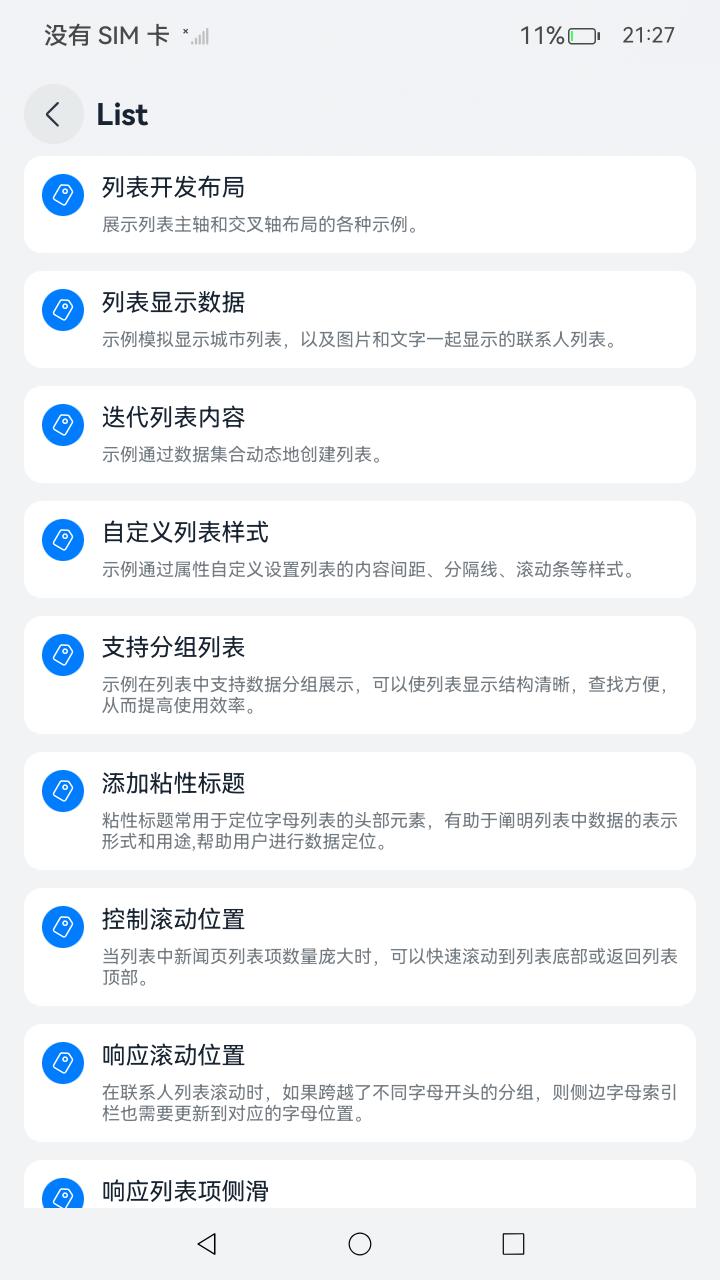 没有 SIM 卡
11%
21:27
List
列表开发布局
展示列表主轴和交叉轴布局的各种示例。
列表显示数据
示例模拟显示城市列表，以及图片和文字一起显示的联系人列表。
迭代列表内容
示例通过数据集合动态地创建列表。
自定义列表样式
示例通过属性自定义设置列表的内容间距、分隔线、滚动条等样式。
支持分组列表
示例在列表中支持数据分组展示，可以使列表显示结构清晰，查找方便，
从而提高使用效率。
添加粘性标题
粘性标题常用于定位字母列表的头部元素，有助于阐明列表中数据的表示
形式和用途,帮助用户进行数据定位。
控制滚动位置
当列表中新闻页列表项数量庞大时，可以快速滚动到列表底部或返回列表
顶部。
响应滚动位置
在联系人列表滚动时，如果跨越了不同字母开头的分组，则侧边字母索引
栏也需要更新到对应的字母位置。
响应列表项侧滑